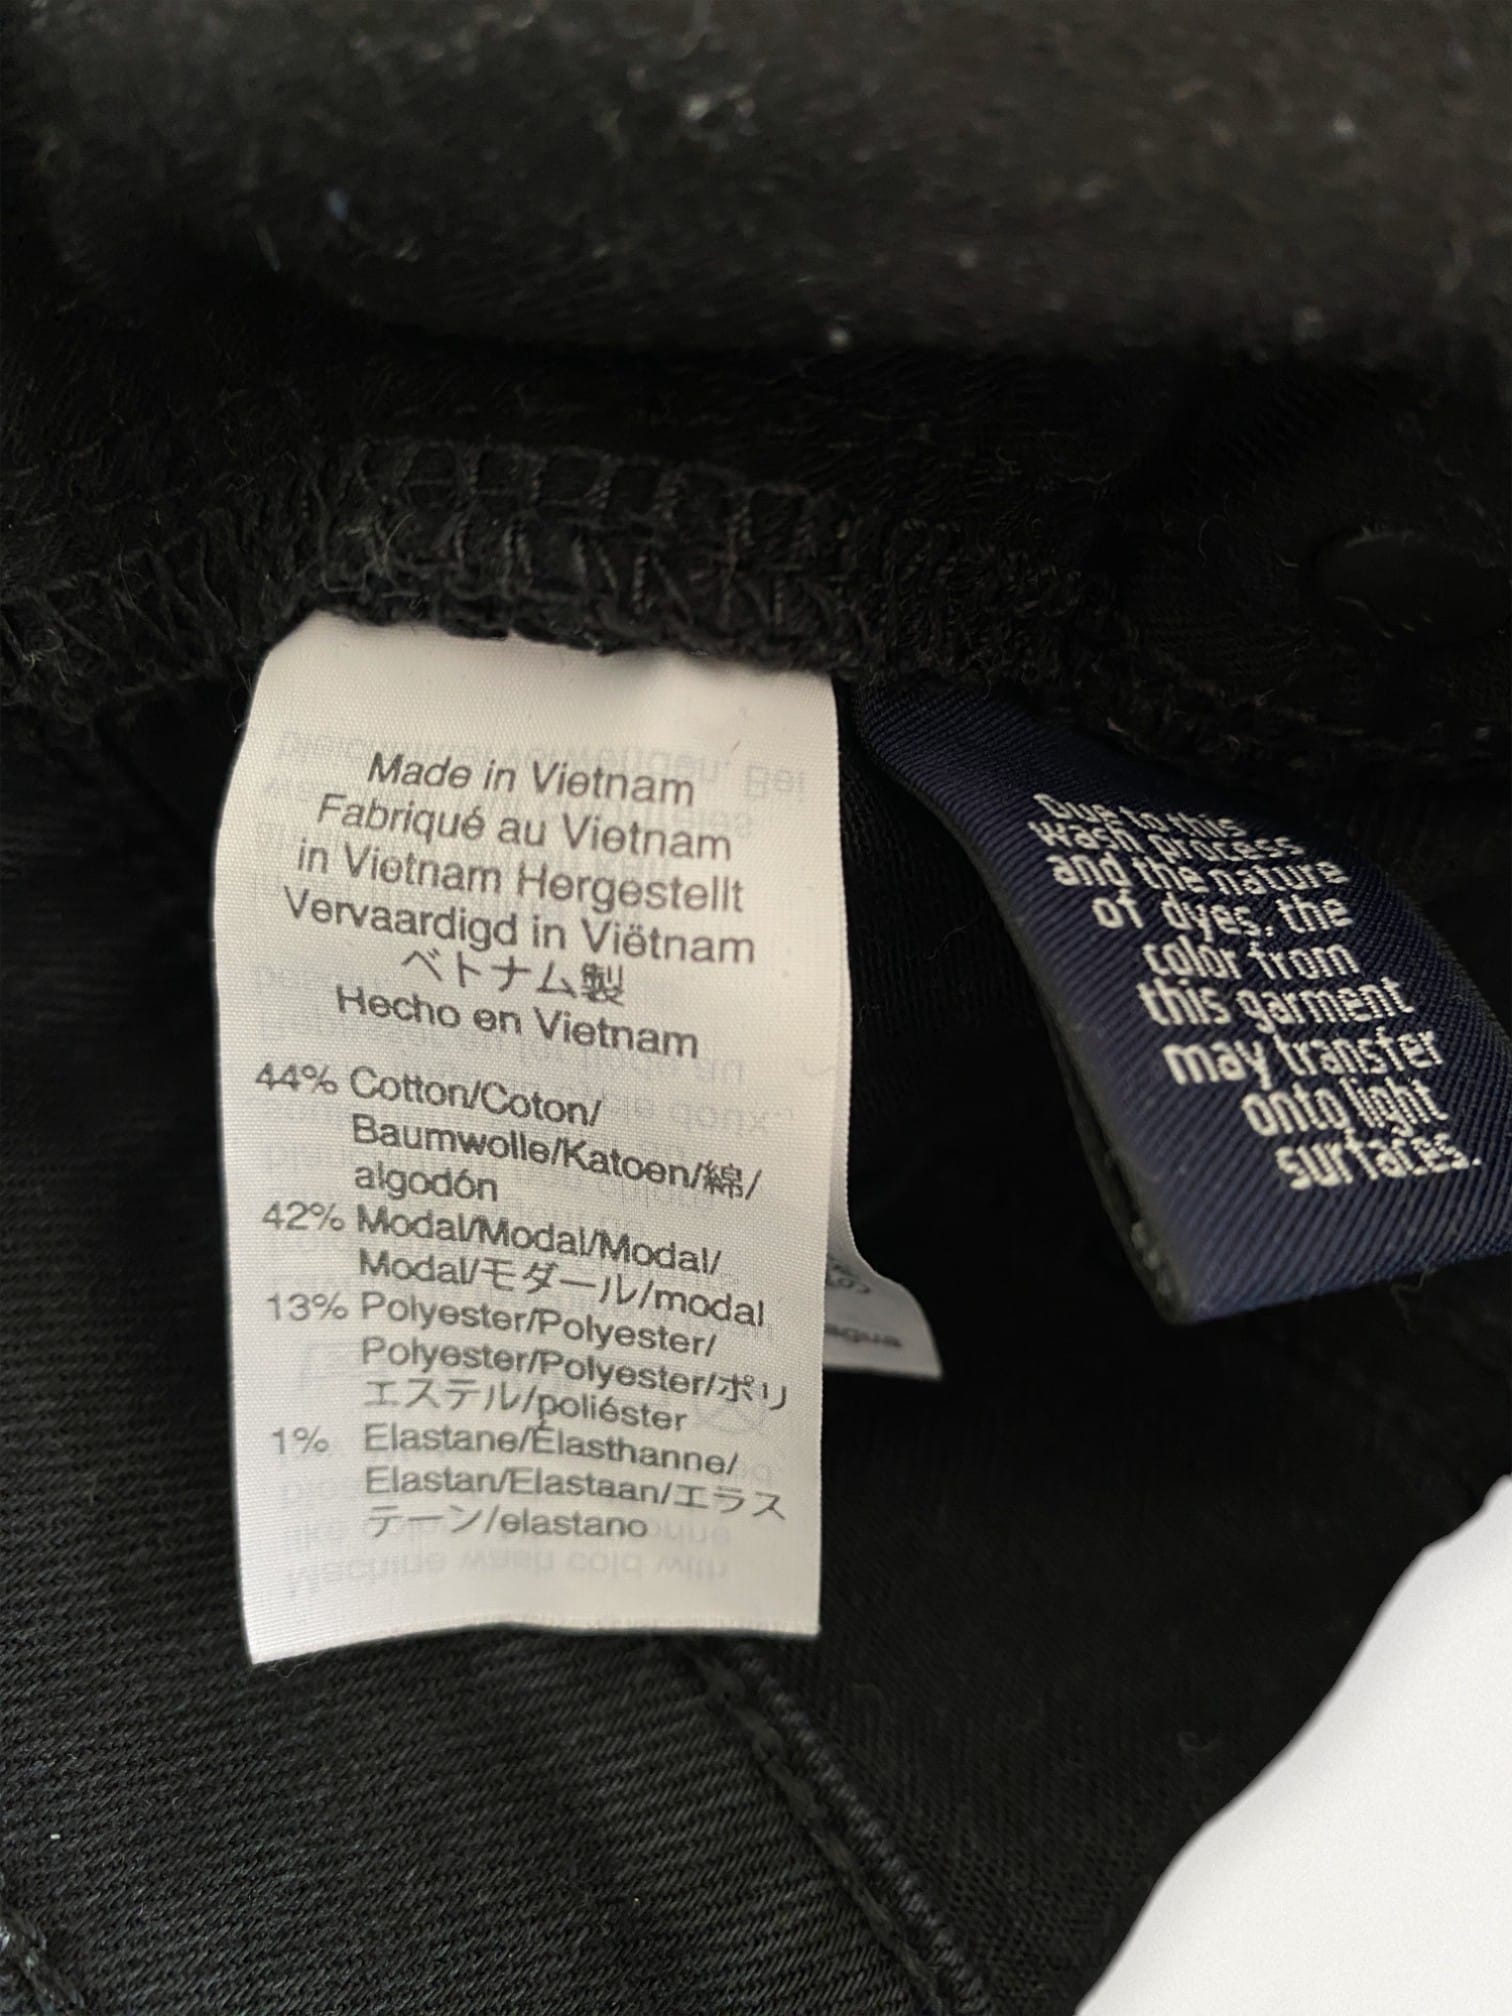 Made in Vietnam
Fabriqué au Vietnam
in Vietnam Hergestellt
Vervaardigd in Viëtnam
ベトナム製
Hecho en Vietnam
44% Cotton/Coton/
Baumwolle/Katoen/綿/
algodón
42% Modal/Modal/Modal/
Modal/モダール/modal
13% Polyester/Polyester/
Polyester/Polyester/ポリ
エステル/poliéster
1% Elastane/Élasthanne/
Elastan/Elastaan/エラス
テーン/elastano
Due to this
wash process
and the nature
of dyes, the
color from
this garment
may transfer
onto light
surfaces.